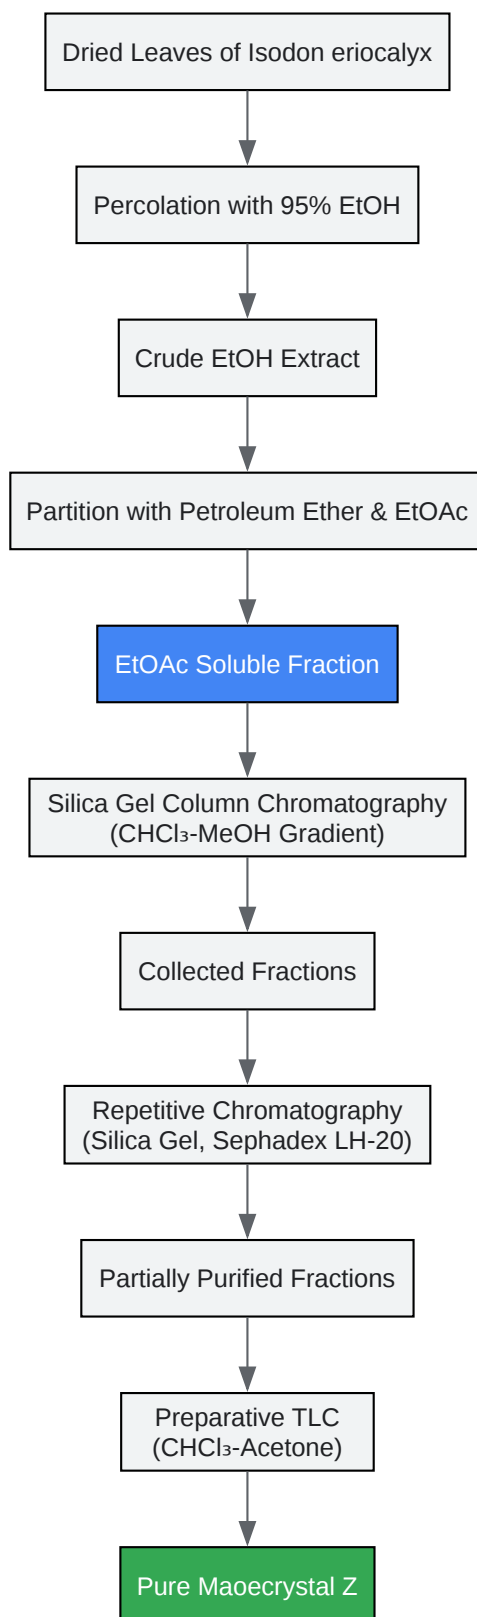 Dried Leaves of Isodon eriocalyx
Percolation with 95% EtOH
Crude EtOH Extract
Partition with Petroleum Ether & EtOAc
EtOAc Soluble Fraction
Silica Gel Column Chromatography
(CHCl₃-MeOH Gradient)
Collected Fractions
Repetitive Chromatography
(Silica Gel, Sephadex LH-20)
Partially Purified Fractions
Preparative TLC
(CHCl₃-Acetone)
Pure Maoecrystal Z